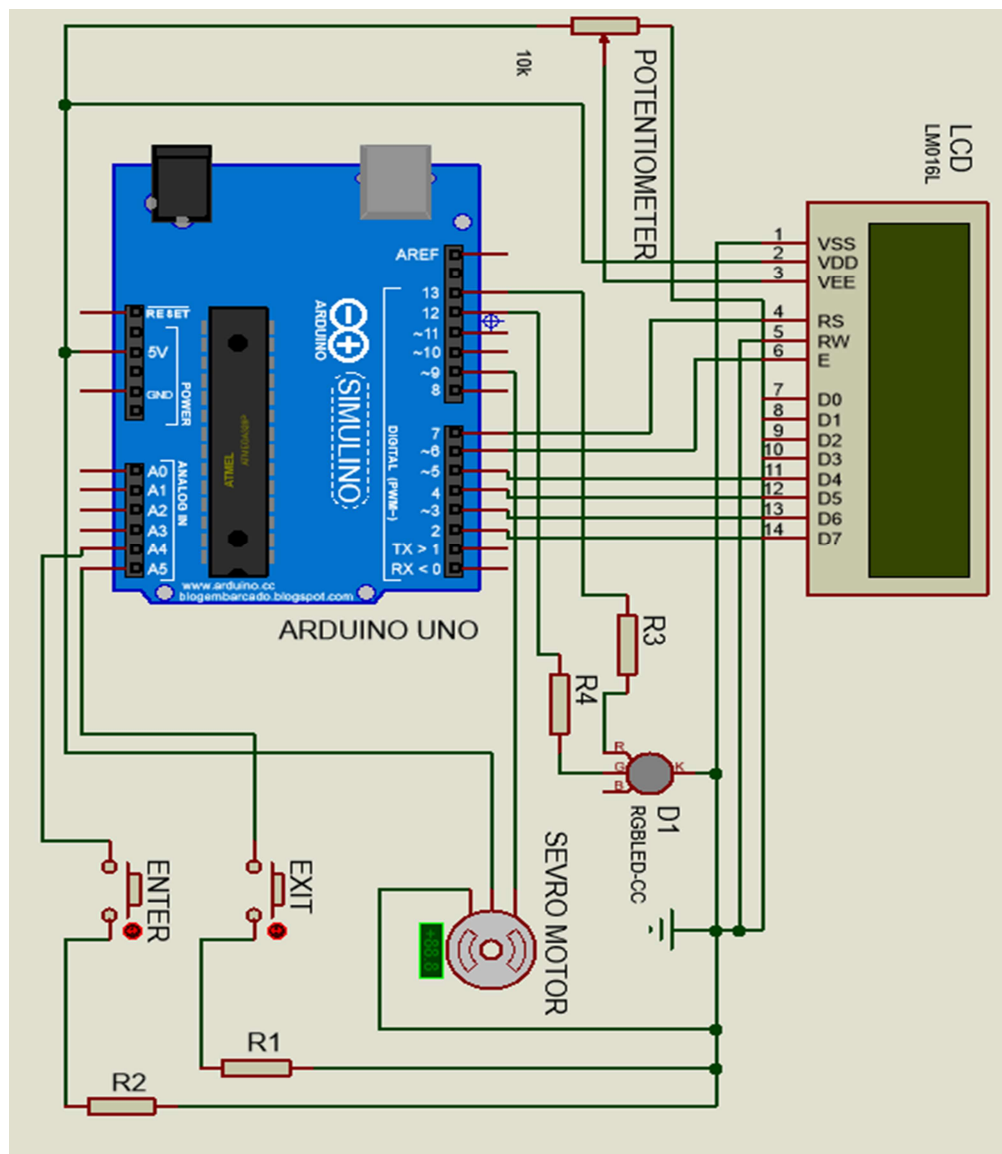 10k
POTENTIOMETER
LCD
LM016L
AREF
13
12
~11
~10
~9
8
RESET
5V
GND
POWER
ARDUINO
SIMULINO
ATMEL
DIGITAL (PWM~)
7
~6
~5
4
~3
2
TX > 1
RX < 0
A0
A1
A2
A3
A4
A5
ANALOG IN
www.arduino.cc
blogembarcado.blogspot.com
ARDUINO UNO
1 VSS
2 VDD
3 VEE
4 RS
5 RW
6 E
7 D0
8 D1
9 D2
10 D3
11 D4
12 D5
13 D6
14 D7
R3
R4
R
G
B
K
D1
RGBLED-CC
ENTER
EXIT
SEVRO MOTOR
+88.8
R1
R2